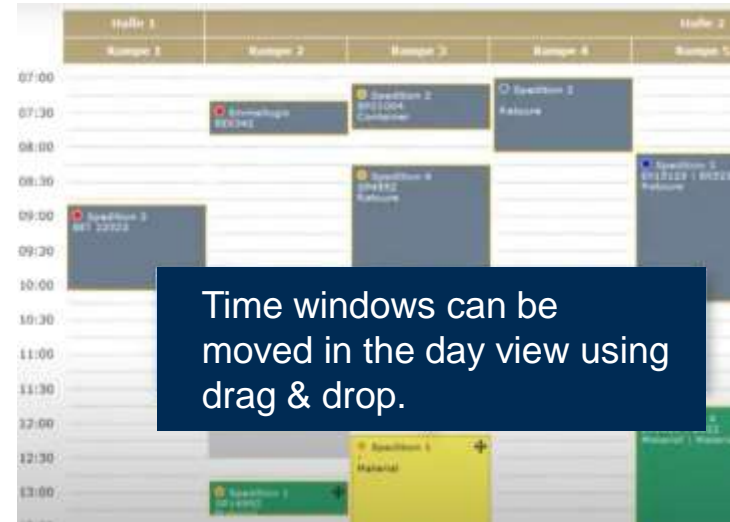 Halle 1
Halle 2
Rampe 1
Rampe 2
Rampe 3
Rampe 4
Rampe 5
07:00
07:30
08:00
08:30
09:00
09:30
10:00
10:30
11:00
11:30
12:00
12:30
13:00
Spedition 2
Container
Spedition 2
Retoure
Spedition 3
Retoure
Spedition 4
Retoure
Spedition 3
Time windows can be
moved in the day view using
drag & drop.
Material
Spedition 1
Material
Spedition 1